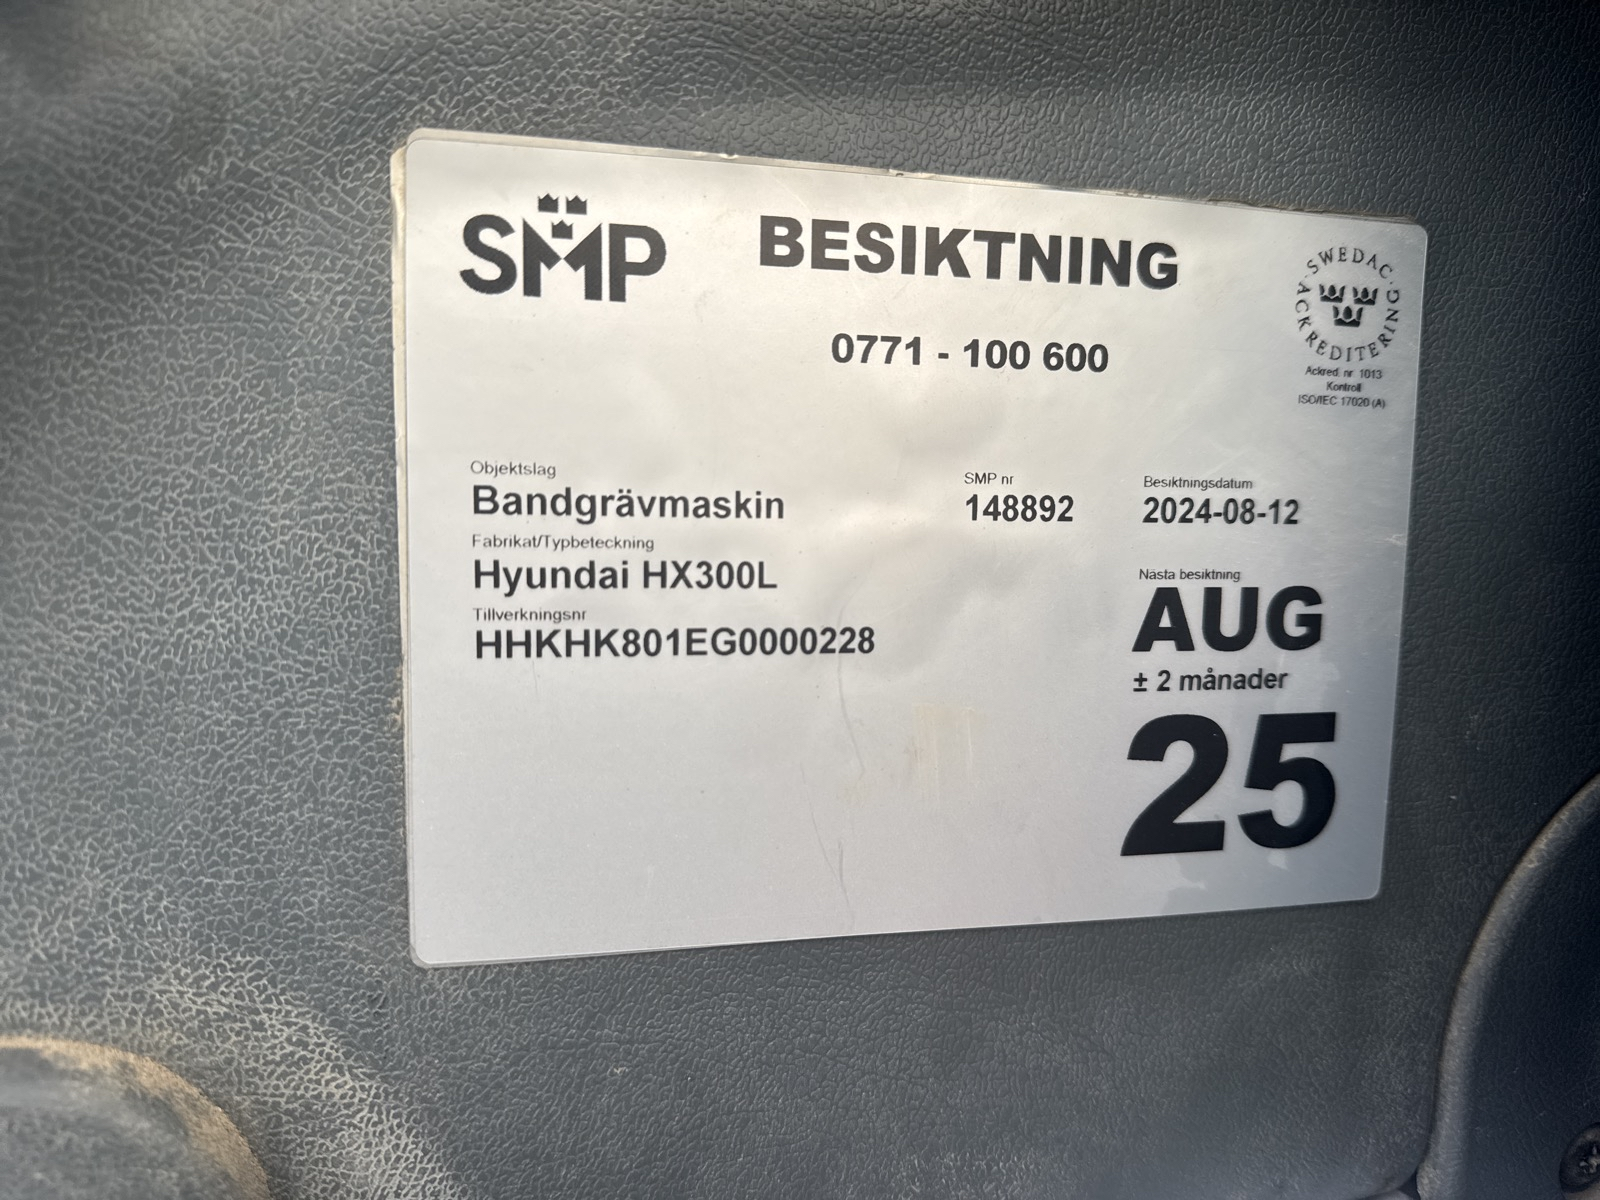 SMP
BESIKTNING
0771 - 100 600
SWEDAC ACKREDITERING
Ackred. nr 1013
Kontroll
ISO/IEC 17020 (A)
Objektslag
Bandgrävmaskin
Fabrikat/Typbeteckning
Hyundai HX300L
Tillverkningsnr
HHKHK801EG0000228
SMP nr
148892
Besiktningsdatum
2024-08-12
Nästa besiktning
AUG
± 2 månader
25